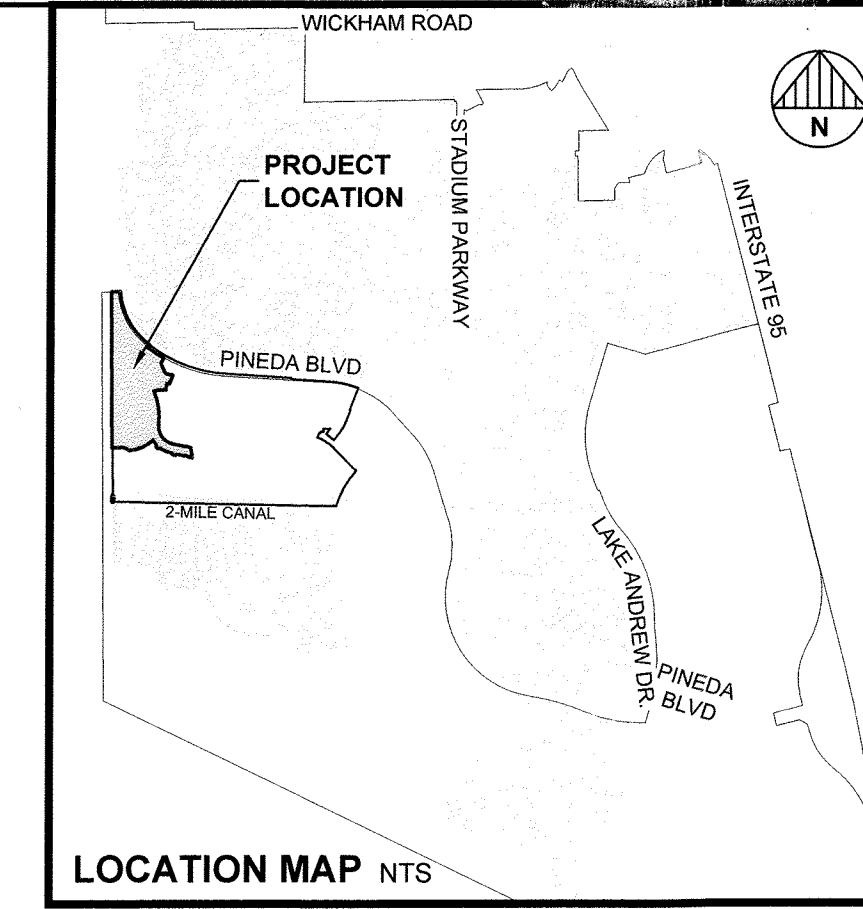 WICKHAM ROAD
N
PROJECT
LOCATION
STADIUM PARKWAY
INTERSTATE 95
PINEDA BLVD
2-MILE CANAL
LAKE ANDREW DR.
PINEDA
BLVD
LOCATION MAP NTS